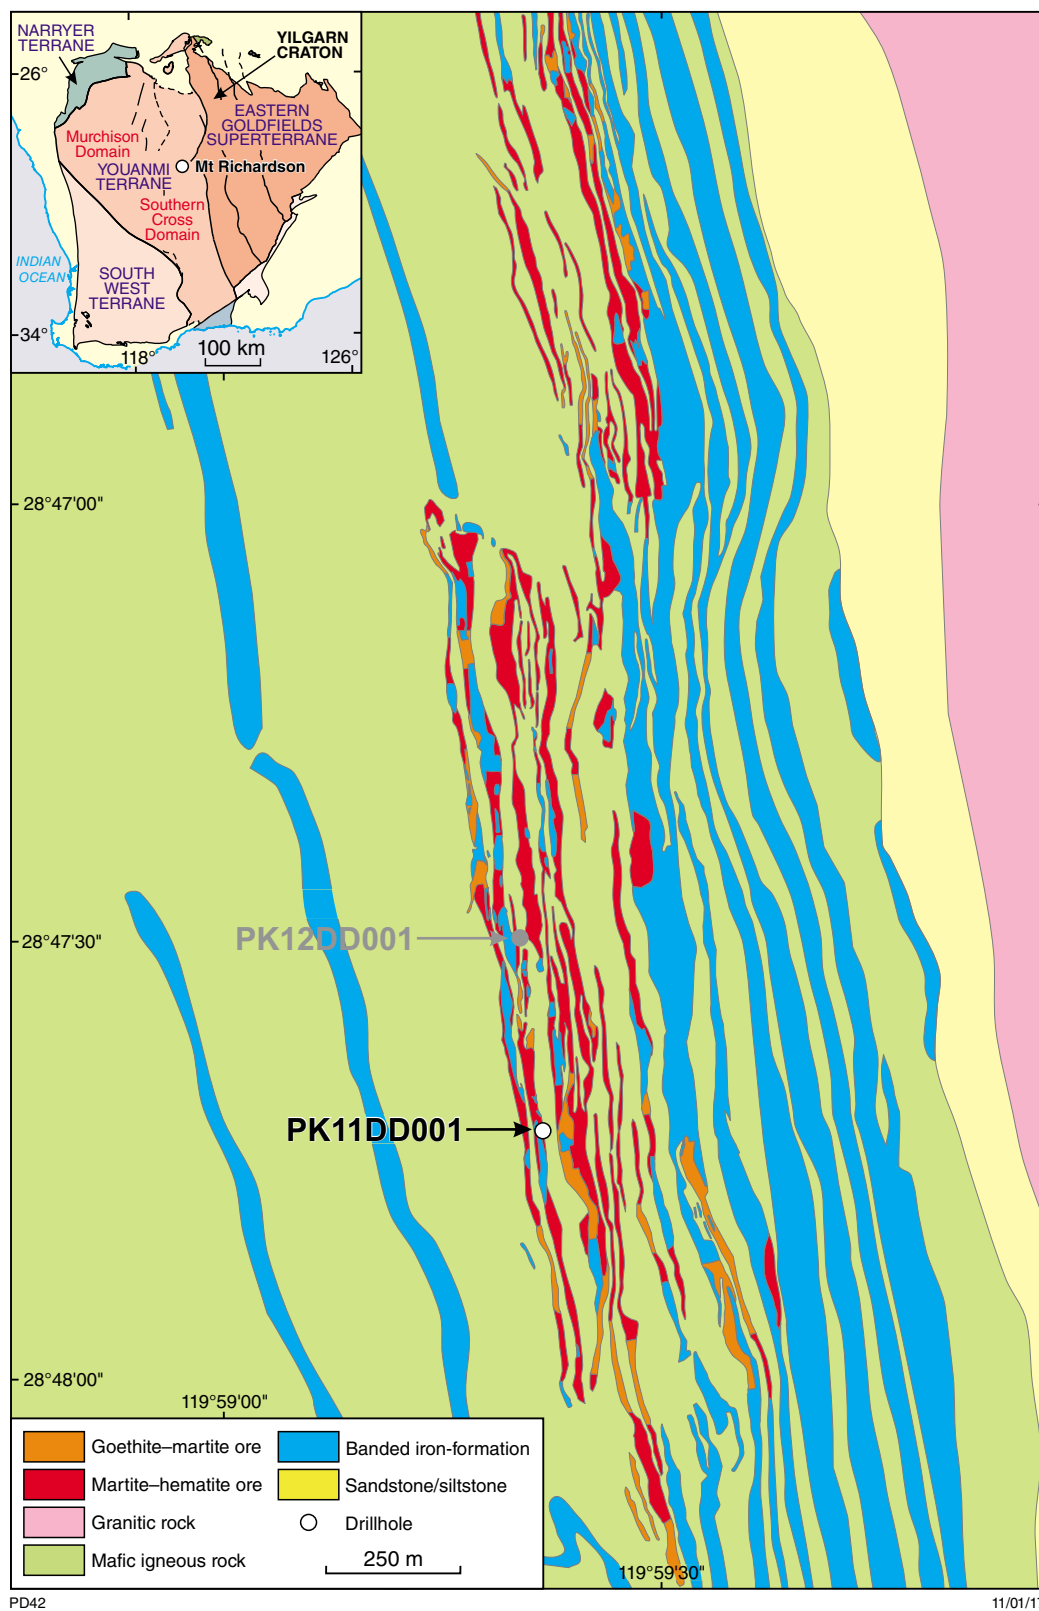 NARRYER
TERRANE
YILGARN
CRATON
26°
EASTERN
GOLDFIELDS
SUPERTERRANE
Murchison
Domain
YOUANMI
TERRANE
Mt Richardson
Southern
Cross
Domain
INDIAN
OCEAN
SOUTH
WEST
TERRANE
34°
118°
100 km
126°
28°47'00"
PK12DD001
28°47'30"
PK11DD001
28°48'00"
119°59'00"
Goethite–martite ore
Martite–hematite ore
Granitic rock
Mafic igneous rock
Banded iron-formation
Sandstone/siltstone
Drillhole
250 m
119°59'30"
PD42